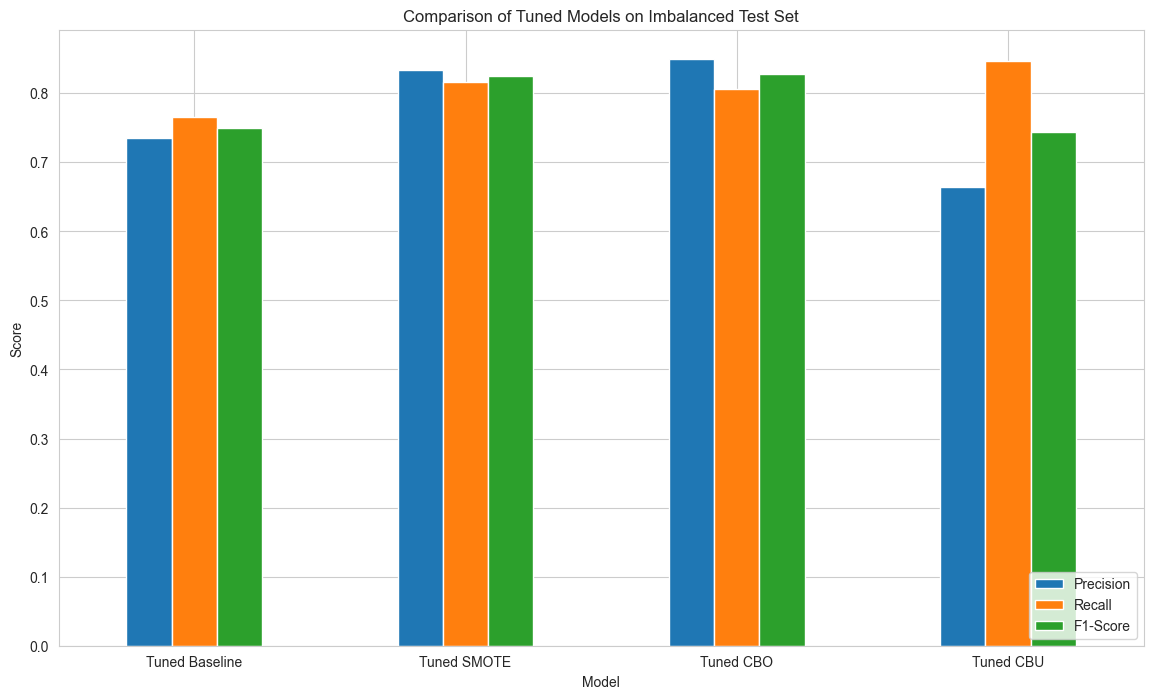 Comparison of Tuned Models on Imbalanced Test Set
Score
0.8
0.7
0.6
0.5
0.4
0.3
0.2
0.1
0.0
Precision
Recall
F1-Score
Tuned Baseline
Tuned SMOTE
Tuned CBO
Tuned CBU
Model